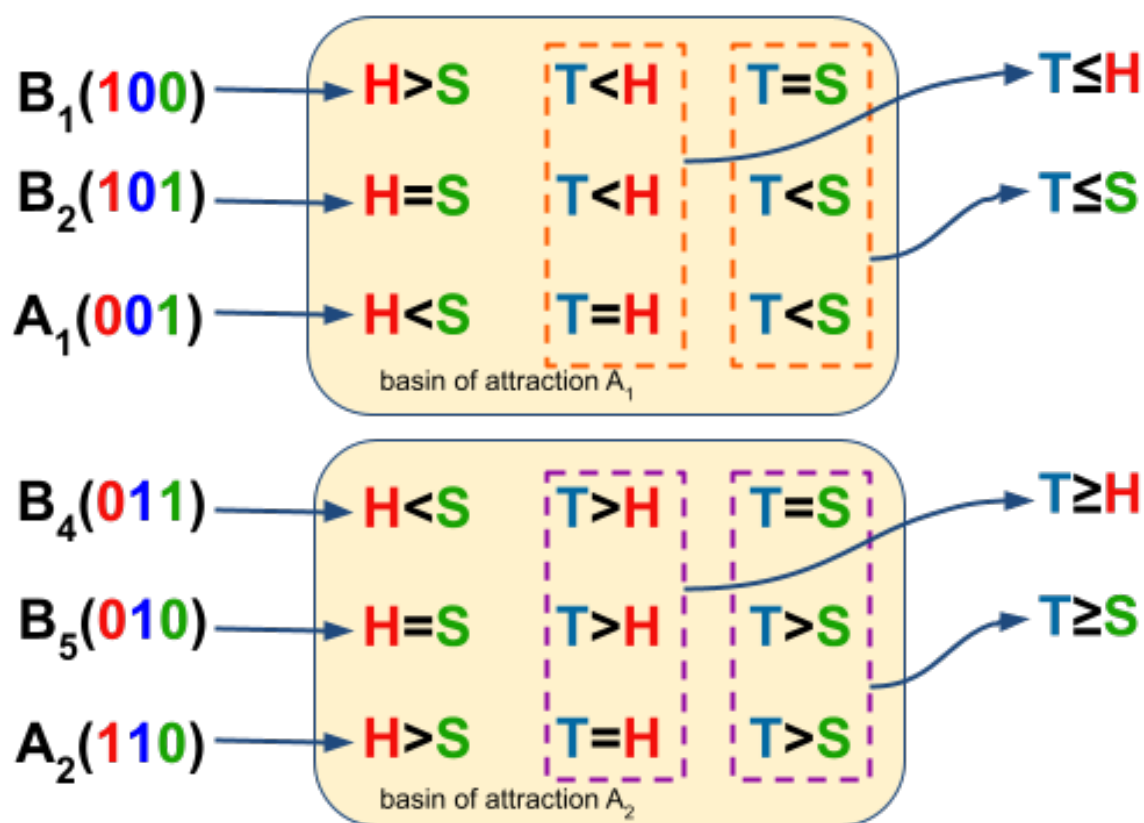 B₁(100) H>S T<H T=S T≤H
B₂(101) H=S T<H T<S T≤S
A₁(001) H<S T=H T<S
basin of attraction A₁
B₄(011) H<S T>H T=S T≥H
B₅(010) H=S T>H T>S T≥S
A₂(110) H>S T=H T>S
basin of attraction A₂